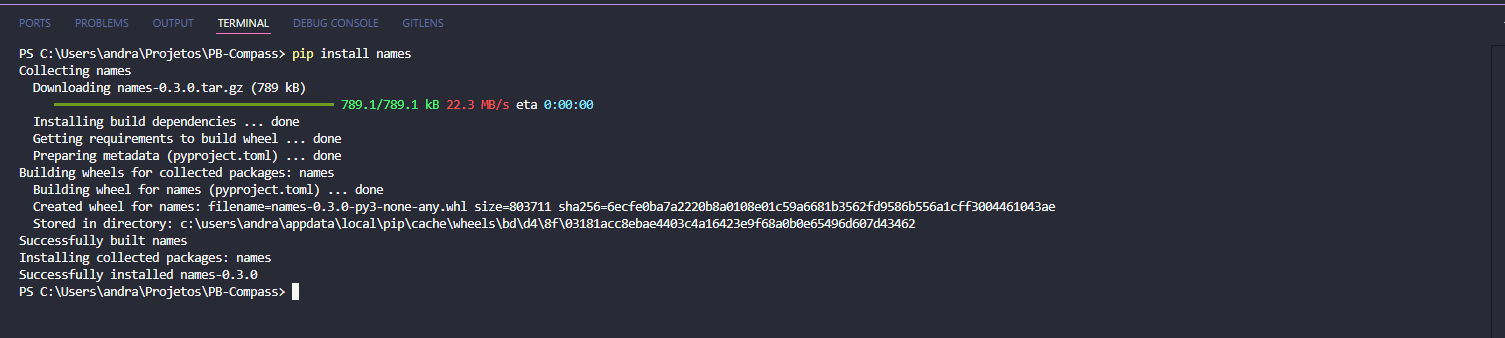 PORTS PROBLEMS OUTPUT TERMINAL DEBUG CONSOLE GITLENS
PS C:\Users\andra\Projetos\PB-Compass> pip install names
Collecting names
  Downloading names-0.3.0.tar.gz (789 kB)
     ━━━━━━━━━━━━━━━━━━━━━━━━━━━━━━━━━━━━━━━━ 789.1/789.1 kB 22.3 MB/s eta 0:00:00
  Installing build dependencies ... done
  Getting requirements to build wheel ... done
  Preparing metadata (pyproject.toml) ... done
Building wheels for collected packages: names
  Building wheel for names (pyproject.toml) ... done
  Created wheel for names: filename=names-0.3.0-py3-none-any.whl size=803711 sha256=6ecfe0ba7a2220b8a0108e01c59a6681b3562fd9586b556a1cff3004461043ae
  Stored in directory: c:\users\andra\appdata\local\pip\cache\wheels\bd\d4\8f\03181acc8ebae4403c4a16423e9f68a0b0e65496d607d43462
Successfully built names
Installing collected packages: names
Successfully installed names-0.3.0
PS C:\Users\andra\Projetos\PB-Compass>